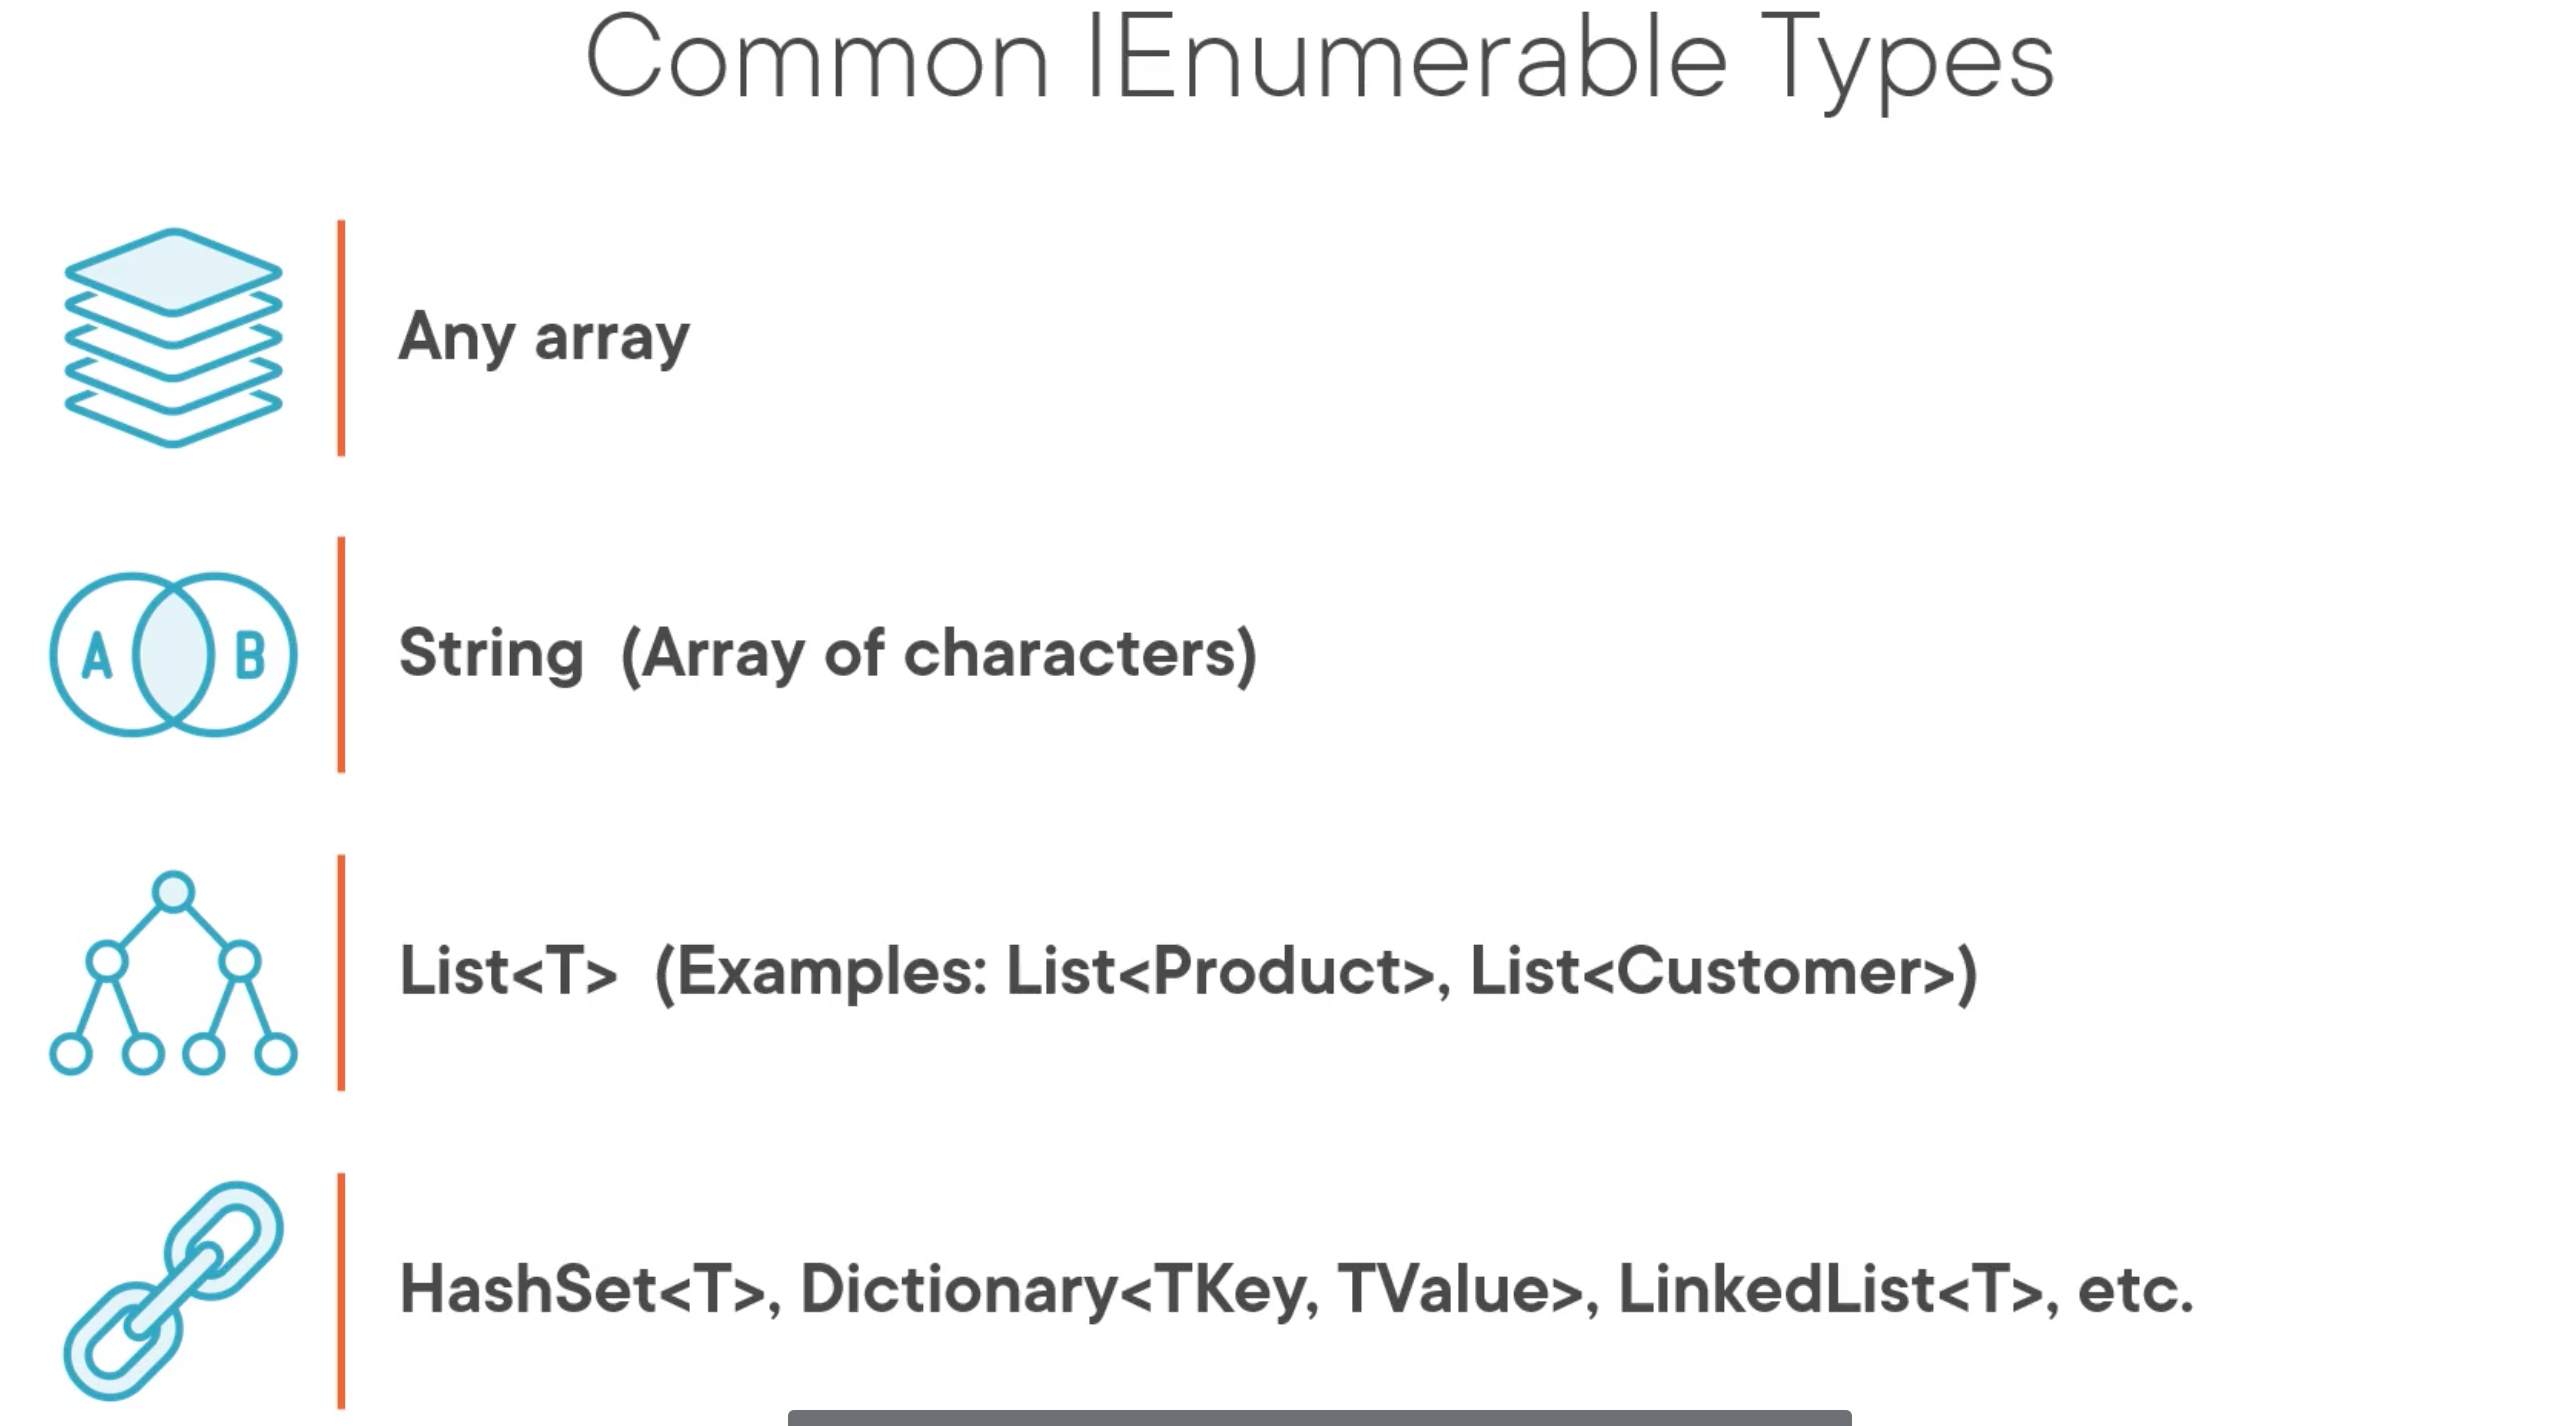 Common IEnumerable Types
Any array
A B
String (Array of characters)
List<T> (Examples: List<Product>, List<Customer>)
HashSet<T>, Dictionary<TKey, TValue>, LinkedList<T>, etc.